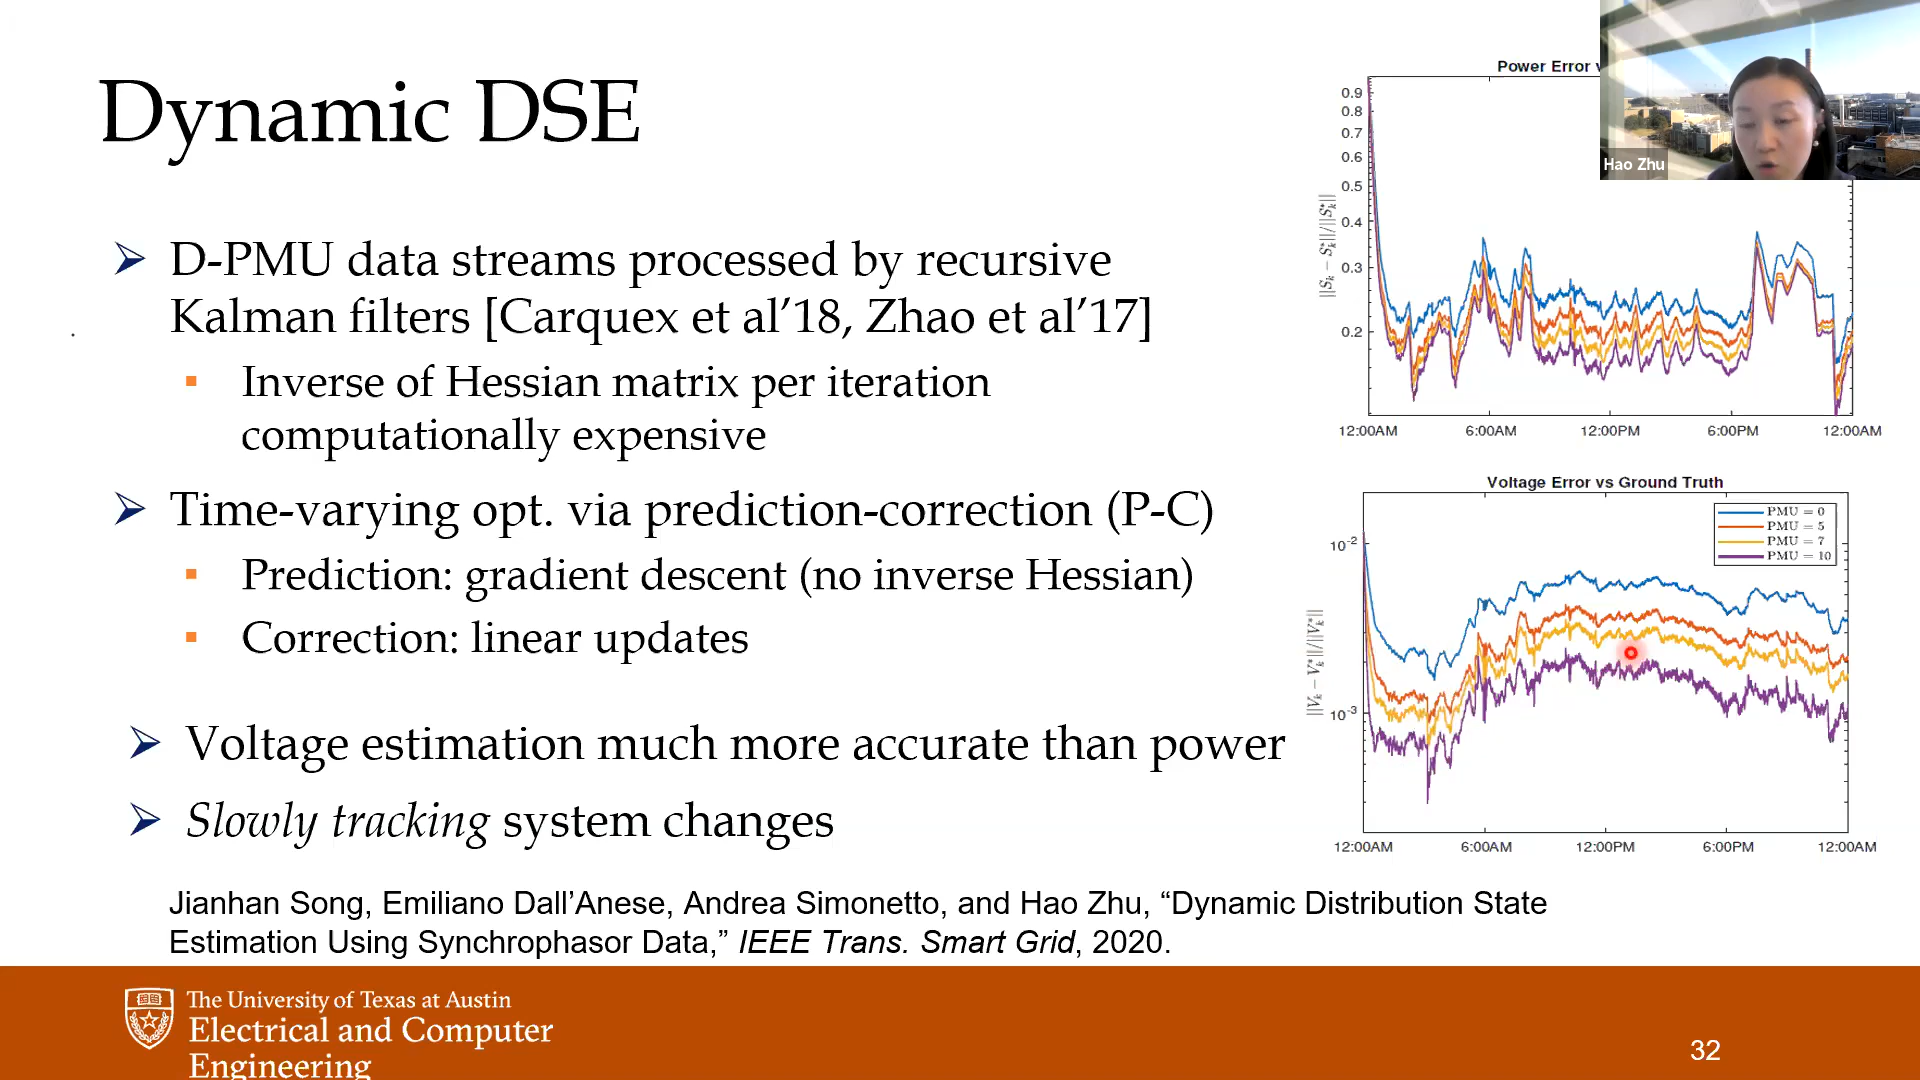 Dynamic DSE
➢ D-PMU data streams processed by recursive
Kalman filters [Carquex et al’18, Zhao et al’17]
▪ Inverse of Hessian matrix per iteration
computationally expensive
➢ Time-varying opt. via prediction-correction (P-C)
▪ Prediction: gradient descent (no inverse Hessian)
▪ Correction: linear updates
➢ Voltage estimation much more accurate than power
➢ Slowly tracking system changes
Jianhan Song, Emiliano Dall’Anese, Andrea Simonetto, and Hao Zhu, “Dynamic Distribution State
Estimation Using Synchrophasor Data,” IEEE Trans. Smart Grid, 2020.
Power Error
0.9
0.8
0.7
0.6
0.5
0.4
0.3
0.2
||S_k − S_k^*||/||S_k^*||
12:00AM 6:00AM 12:00PM 6:00PM 12:00AM
Hao Zhu
Voltage Error vs Ground Truth
PMU = 0
PMU = 5
PMU = 7
PMU = 10
10^-2
10^-3
||V_k − V_k^*||/||V_k^*||
12:00AM 6:00AM 12:00PM 6:00PM 12:00AM
The University of Texas at Austin
Electrical and Computer
Engineering
32